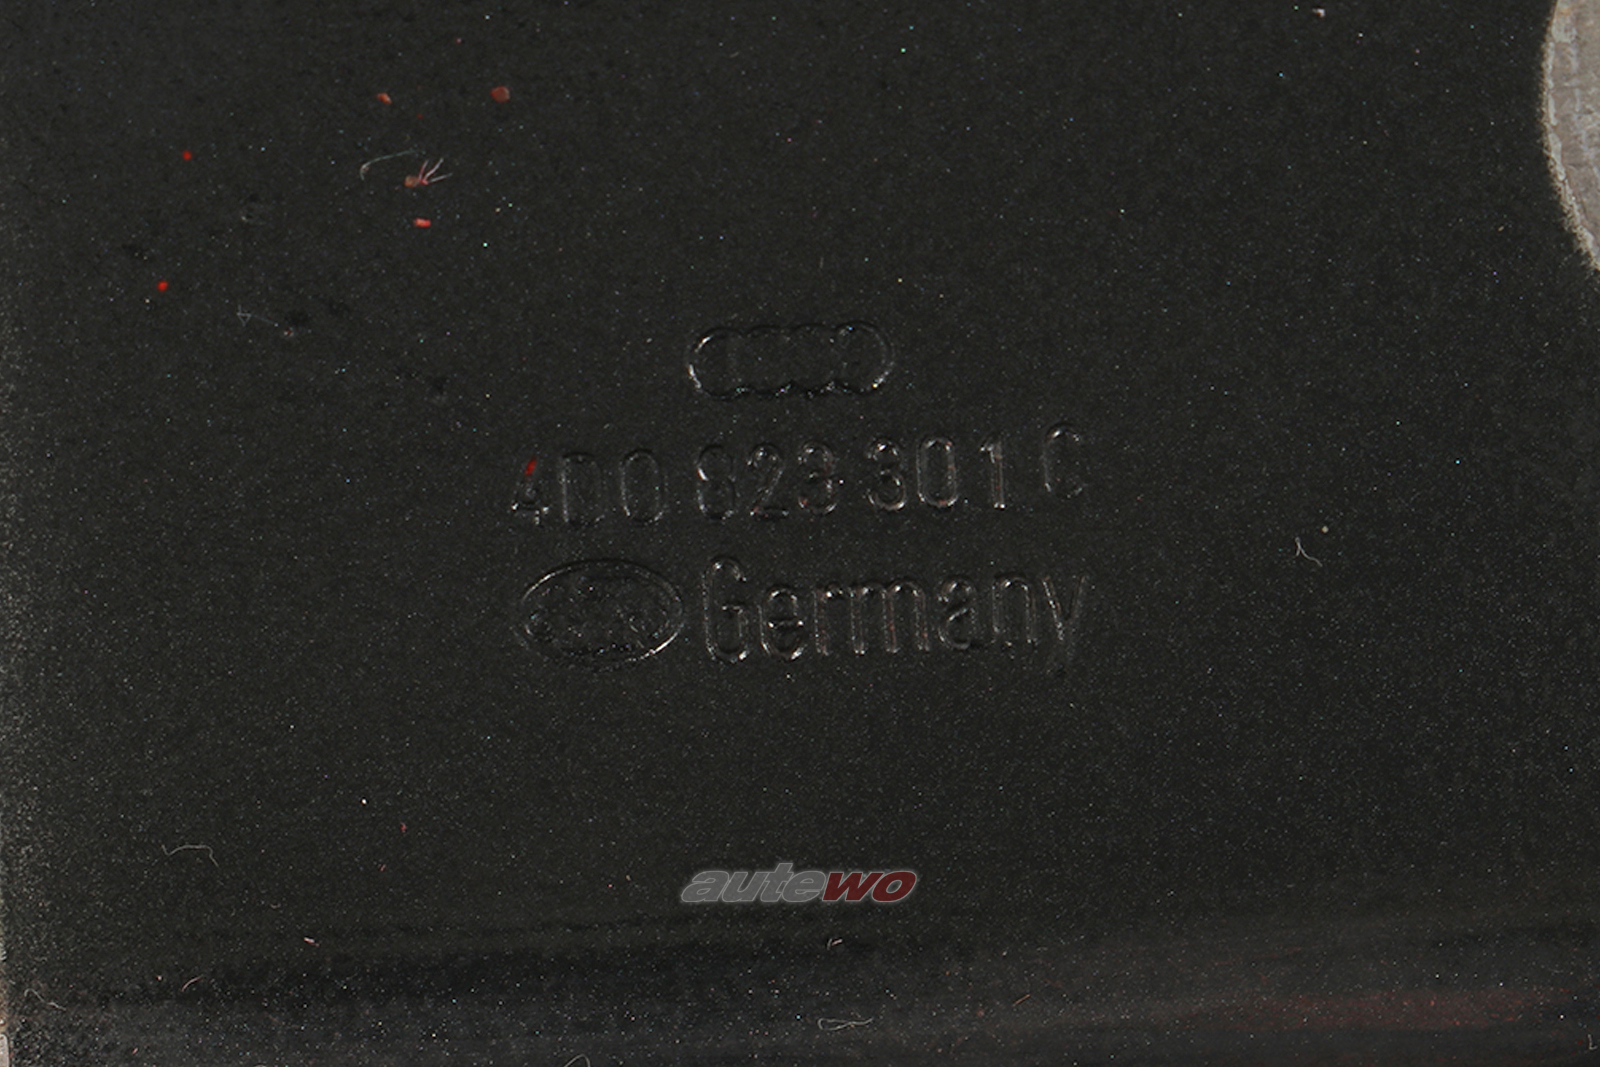 4D0 823 301 C
Germany
autewo